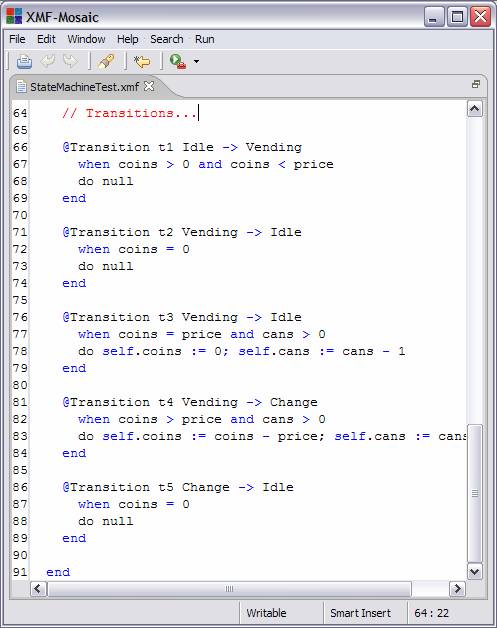 XMF-Mosaic
File Edit Window Help Search Run
StateMachineTest.xmf
64 // Transitions...
65
66 @Transition t1 Idle -> Vending
67 when coins > 0 and coins < price
68 do null
69 end
70
71 @Transition t2 Vending -> Idle
72 when coins = 0
73 do null
74 end
75
76 @Transition t3 Vending -> Idle
77 when coins = price and cans > 0
78 do self.coins := 0; self.cans := cans - 1
79 end
80
81 @Transition t4 Vending -> Change
82 when coins > price and cans > 0
83 do self.coins := coins - price; self.cans := cans
84 end
85
86 @Transition t5 Change -> Idle
87 when coins = 0
88 do null
89 end
90
91 end
Writable Smart Insert 64 : 22